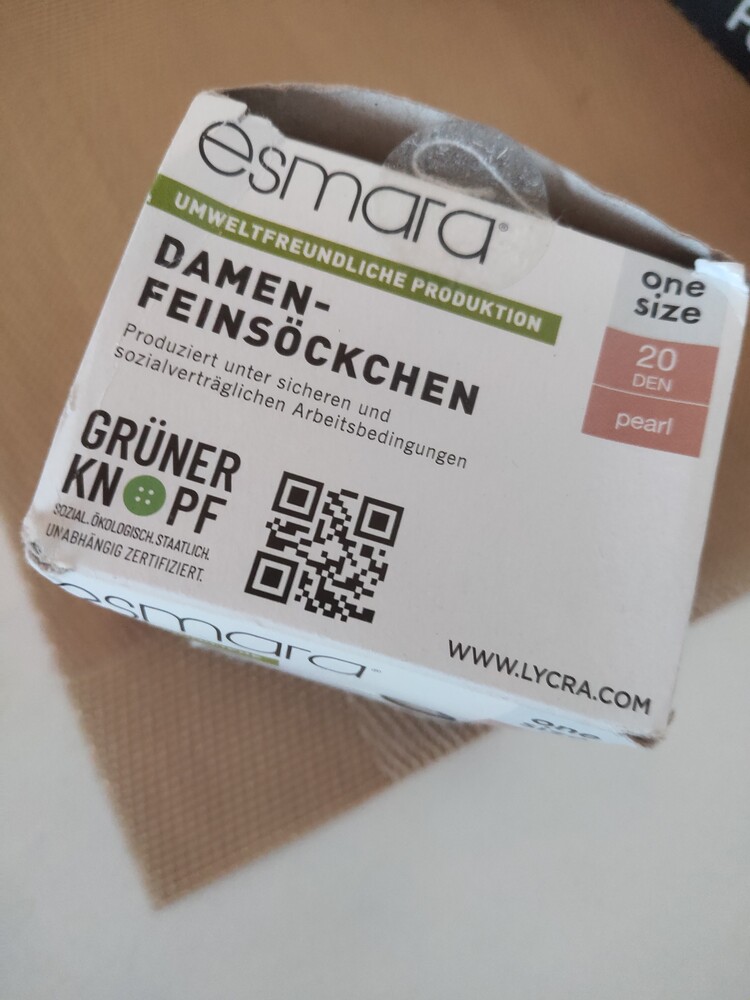 esmara®
UMWELTFREUNDLICHE PRODUKTION
DAMEN-
FEINSÖCKCHEN
Produziert unter sicheren und
sozialverträglichen Arbeitsbedingungen
one
size
20
DEN
pearl
GRÜNER
KNOPF
SOZIAL. ÖKOLOGISCH. STAATLICH.
UNABHÄNGIG ZERTIFIZIERT.
WWW.LYCRA.COM
esmara
one